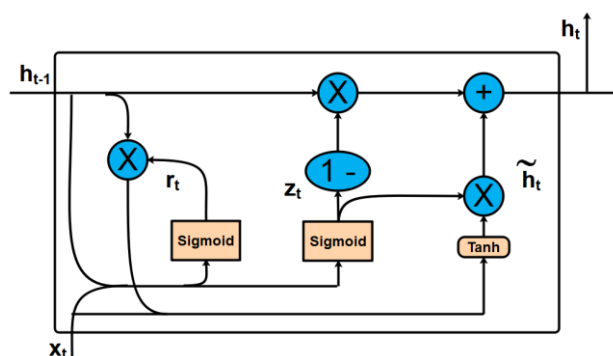 h_t
h_{t-1}
X
X
+
r_t
1 -
z_t
X
h̃_t
Sigmoid
Sigmoid
Tanh
x_t